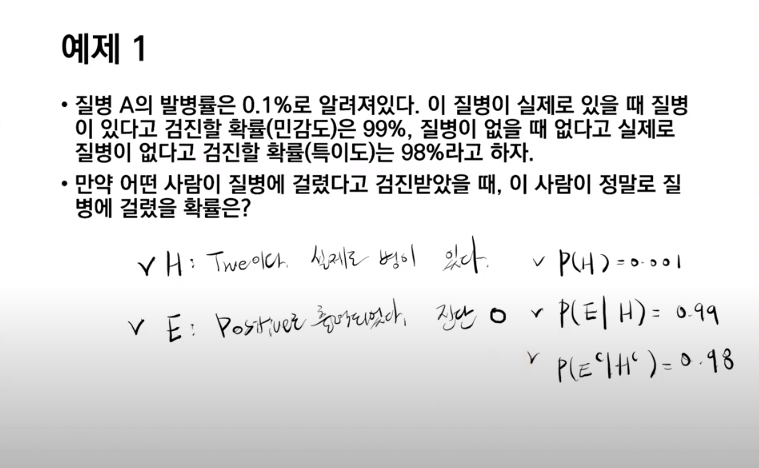 예제 1
• 질병 A의 발병률은 0.1%로 알려져있다. 이 질병이 실제로 있을 때 질병
이 있다고 검진할 확률(민감도)은 99%, 질병이 없을 때 없다고 실제로
질병이 없다고 검진할 확률(특이도)는 98%라고 하자.
• 만약 어떤 사람이 질병에 걸렸다고 검진받았을 때, 이 사람이 정말로 질
병에 걸렸을 확률은?
✓ H : True이다. 실제로 병이 있다. ✓ P(H) = 0.001
✓ E : Positive로 출력되었다. 진단 O ✓ P(E|H) = 0.99
✓ P(Eᶜ|Hᶜ) = 0.98